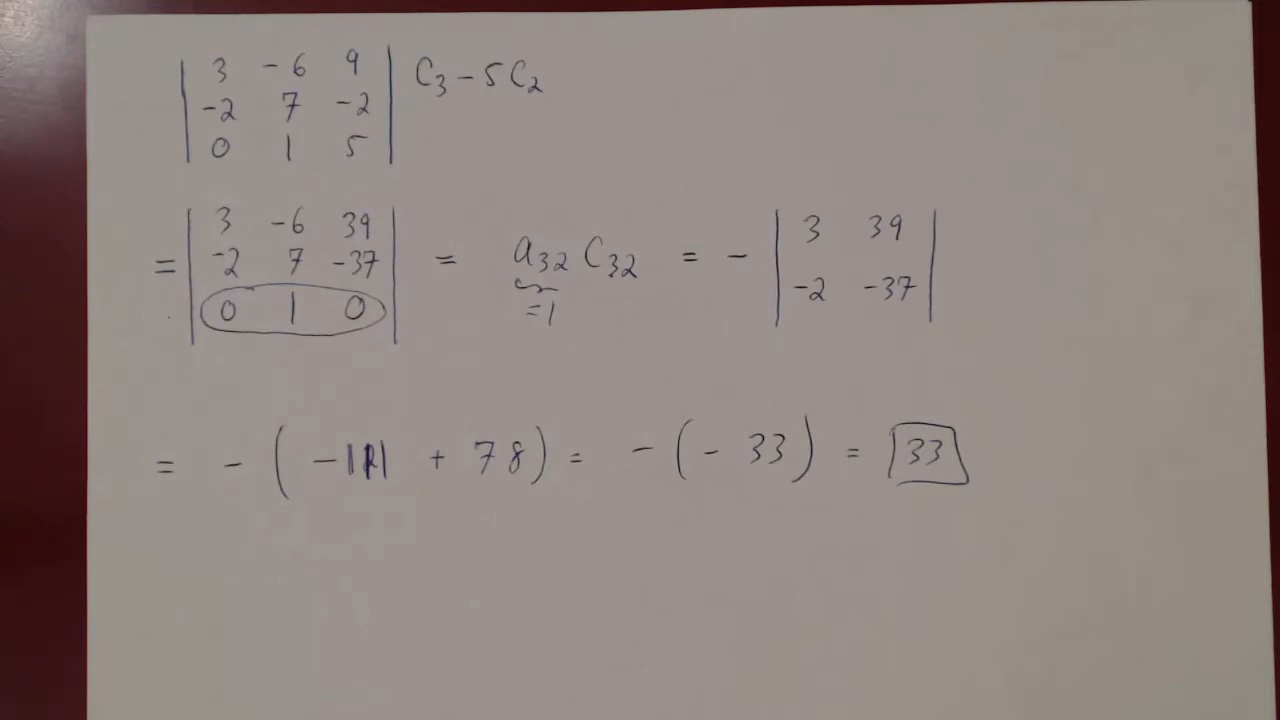 | 3 -6 9 | C₃ - 5C₂
| -2 7 -2 |
| 0 1 5 |
= | 3 -6 39 | = a₃₂ C₃₂ = - | 3 39 |
| -2 7 -37 | | -2 -37 |
| 0 1 0 | =1
= - ( -111 + 78 ) = - ( - 33 ) = 33